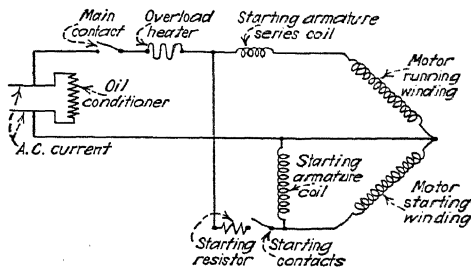 Main
contact
Overload
heater
Starting armature
series coil
Motor
running
winding
Oil
conditioner
A.C. current
Starting
armature
coil
Motor
starting
winding
Starting
resistor
Starting
contacts